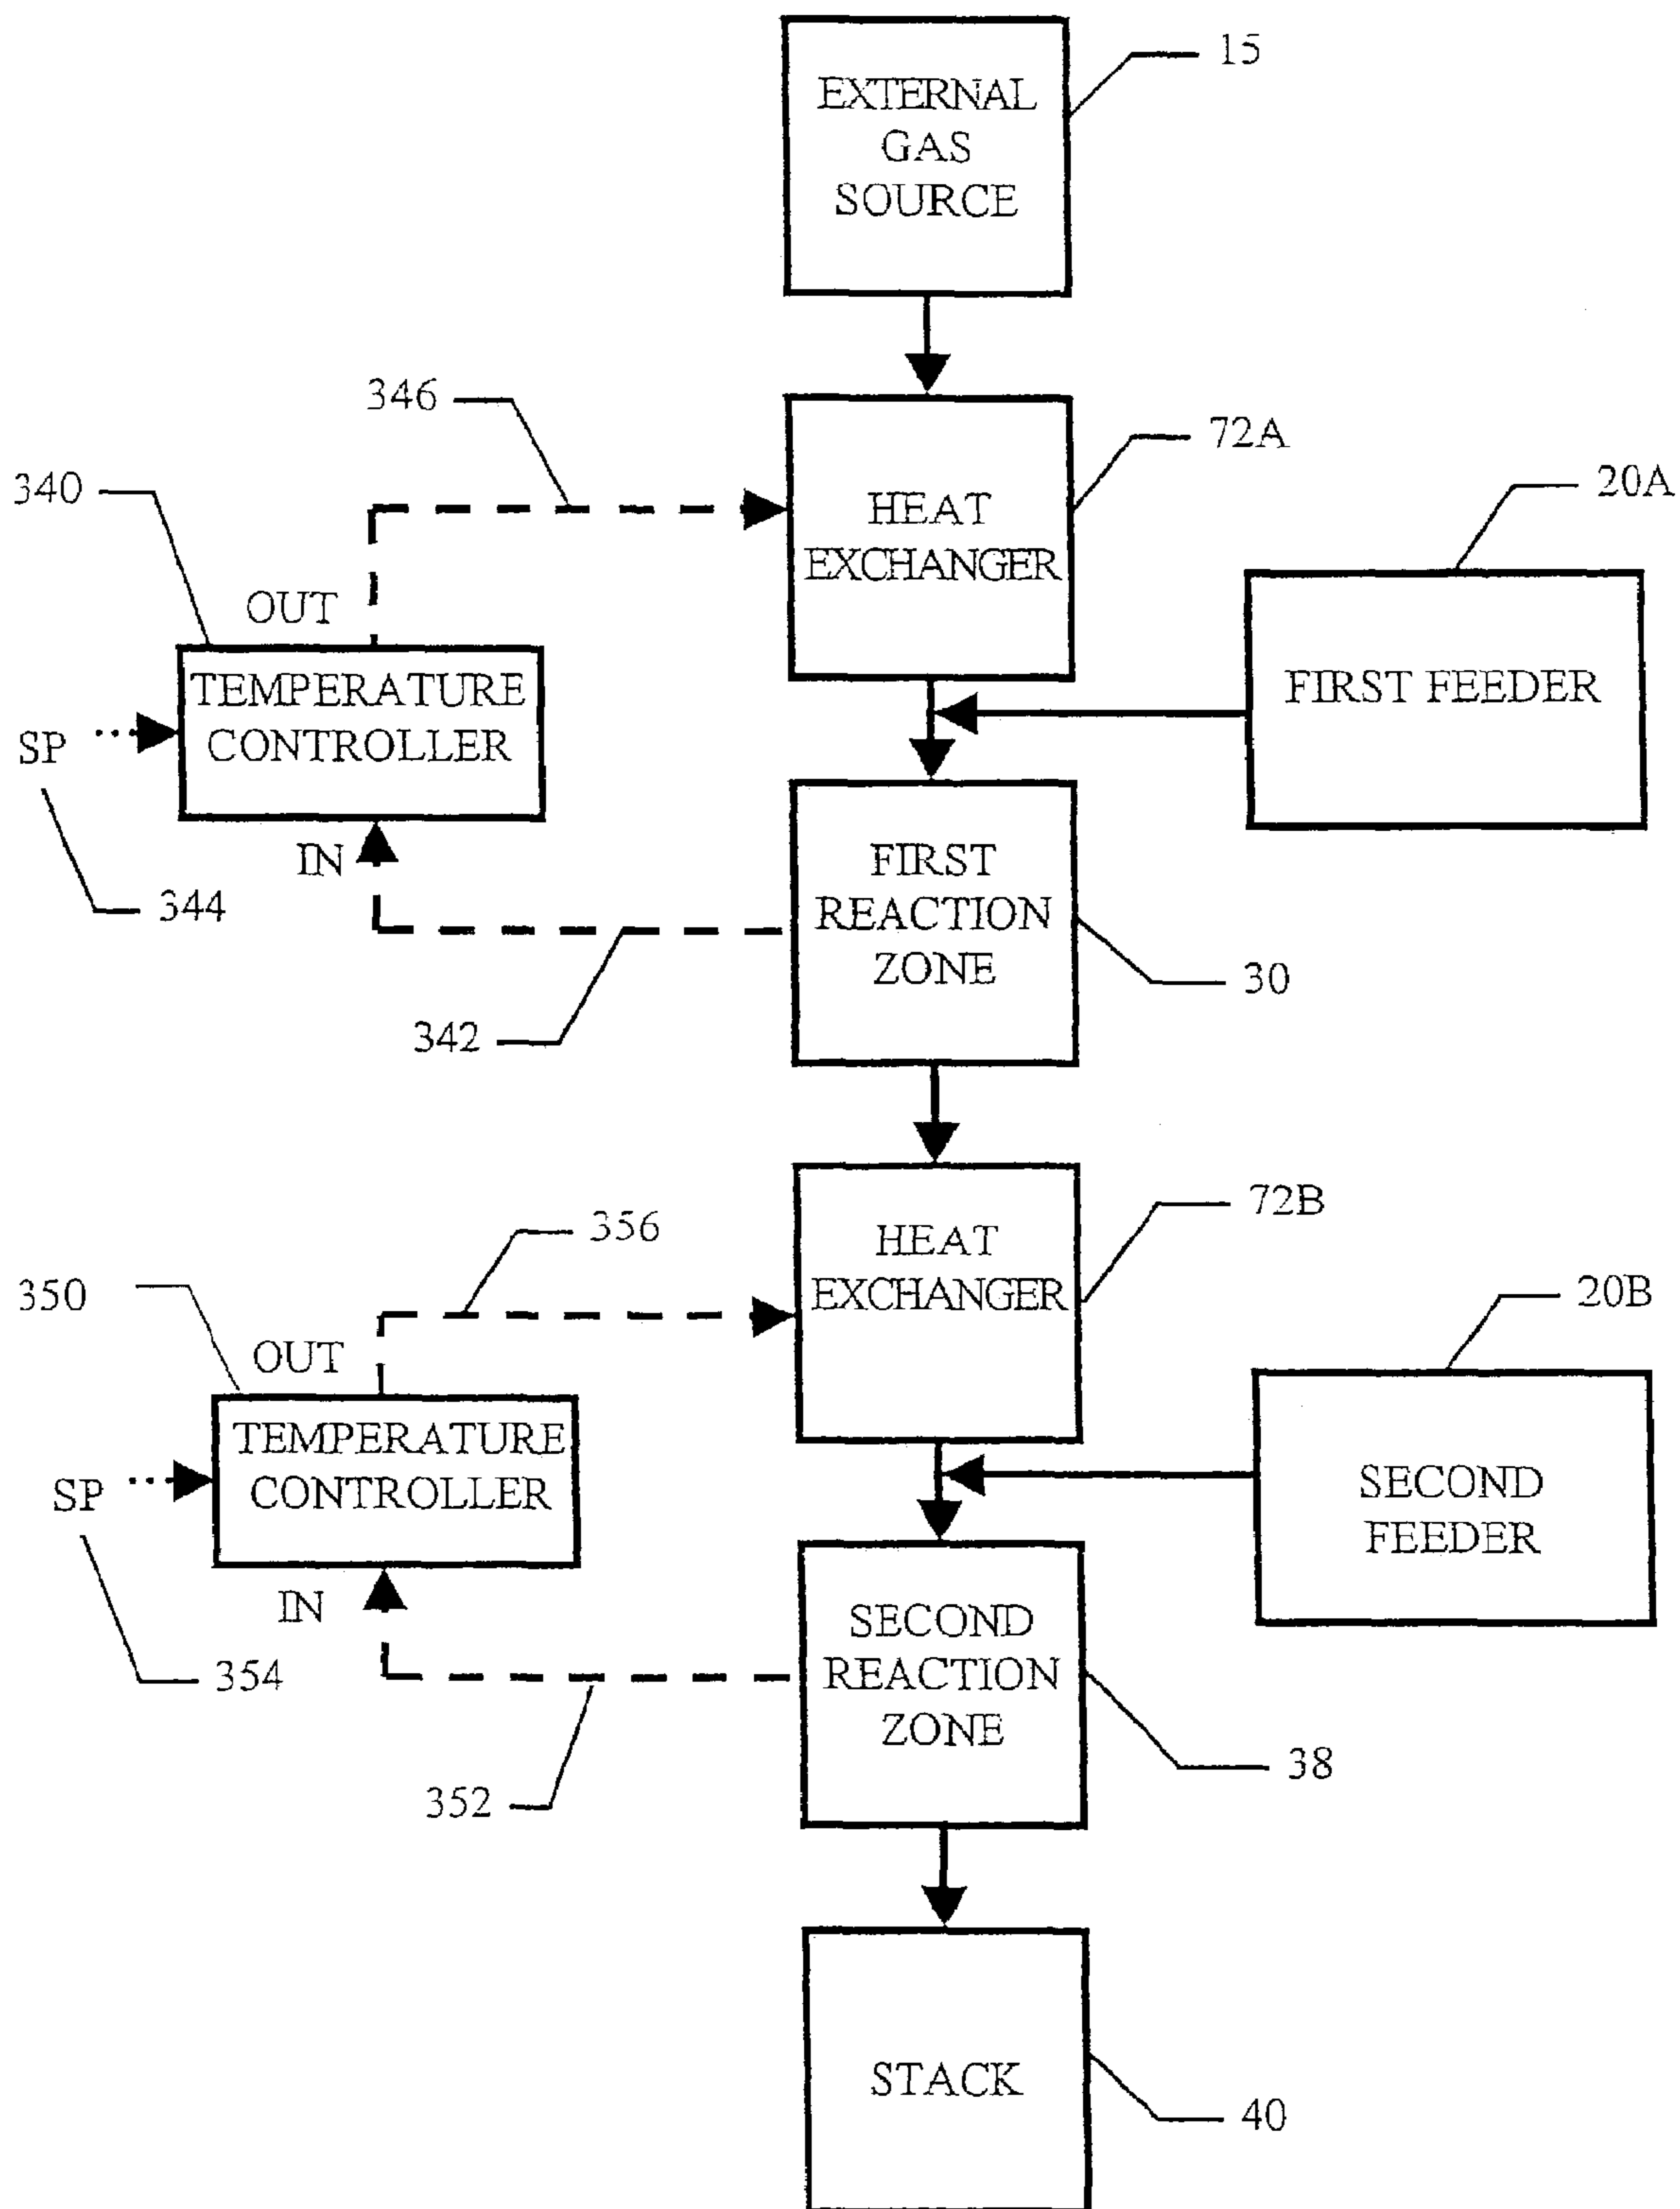 15
EXTERNAL
GAS
SOURCE
346
72A
340
20A
HEAT
EXCHANGER
OUT
FIRST FEEDER
TEMPERATURE
CONTROLLER
SP
IN
FIRST
REACTION
ZONE
344
30
342
72B
356
HEAT
EXCHANGER
350
20B
OUT
TEMPERATURE
CONTROLLER
SP
SECOND
FEEDER
IN
SECOND
REACTION
ZONE
354
38
352
STACK
40